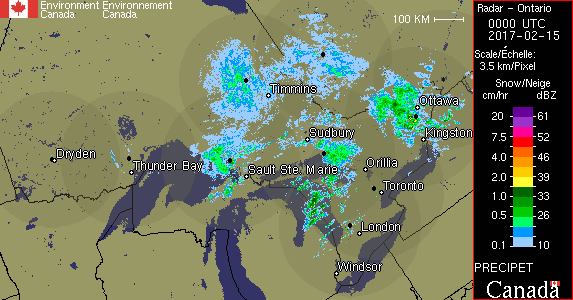 Environment Environnement
Canada Canada
100 KM
Timmins
Ottawa
Kingston
Sudbury
Dryden
Thunder Bay
Sault Ste. Marie
Orillia
Toronto
London
Windsor
Radar - Ontario
0000 UTC
2017-02-15
Scale/Échelle:
3.5 km/Pixel
Snow/Neige
cm/hr dBZ
20 61
7.5 52
4.0 46
2.0 39
1.0 33
0.5 26
0.1 10
PRECIPET
Canada